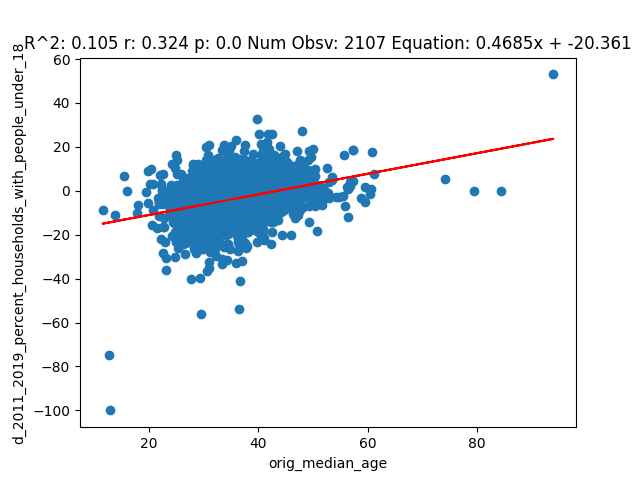 R^2: 0.105 r: 0.324 p: 0.0 Num Obsv: 2107 Equation: 0.4685x + -20.361
d_2011_2019_percent_households_with_people_under_18
60
40
20
0
−20
−40
−60
−80
−100
20 40 60 80
orig_median_age